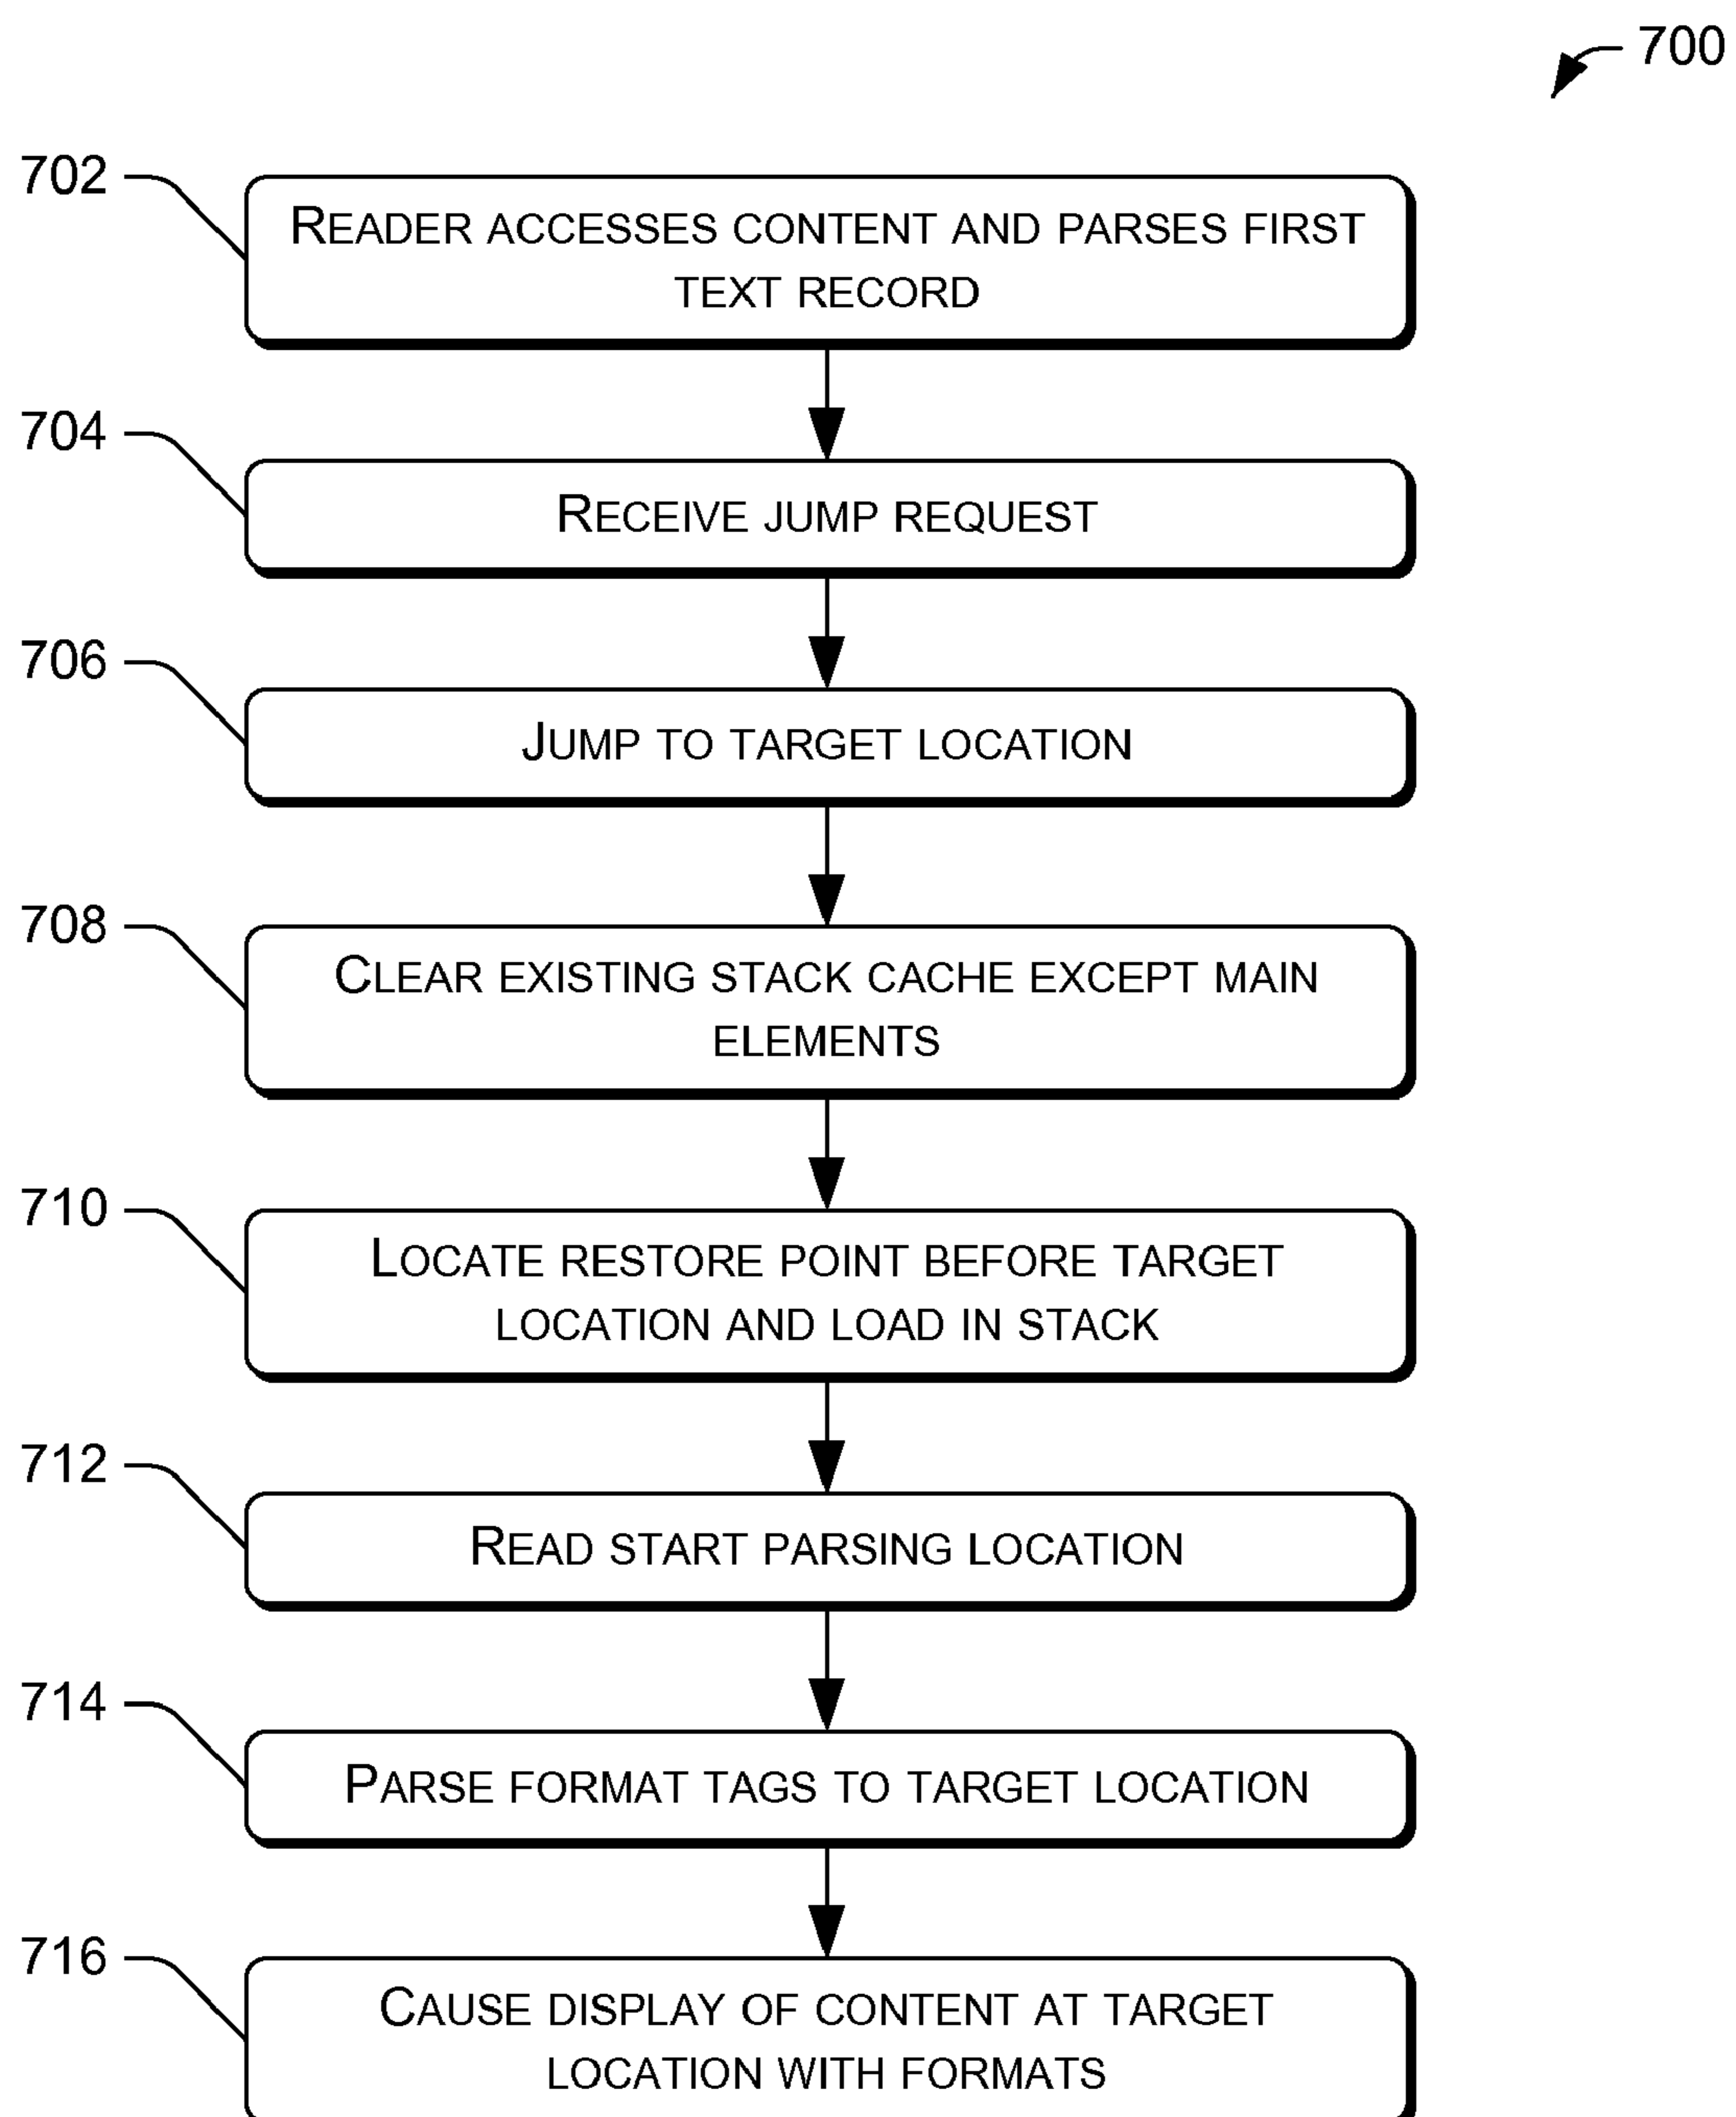 700
702
READER ACCESSES CONTENT AND PARSES FIRST
TEXT RECORD
704
RECEIVE JUMP REQUEST
706
JUMP TO TARGET LOCATION
708
CLEAR EXISTING STACK CACHE EXCEPT MAIN
ELEMENTS
710
LOCATE RESTORE POINT BEFORE TARGET
LOCATION AND LOAD IN STACK
712
READ START PARSING LOCATION
714
PARSE FORMAT TAGS TO TARGET LOCATION
716
CAUSE DISPLAY OF CONTENT AT TARGET
LOCATION WITH FORMATS